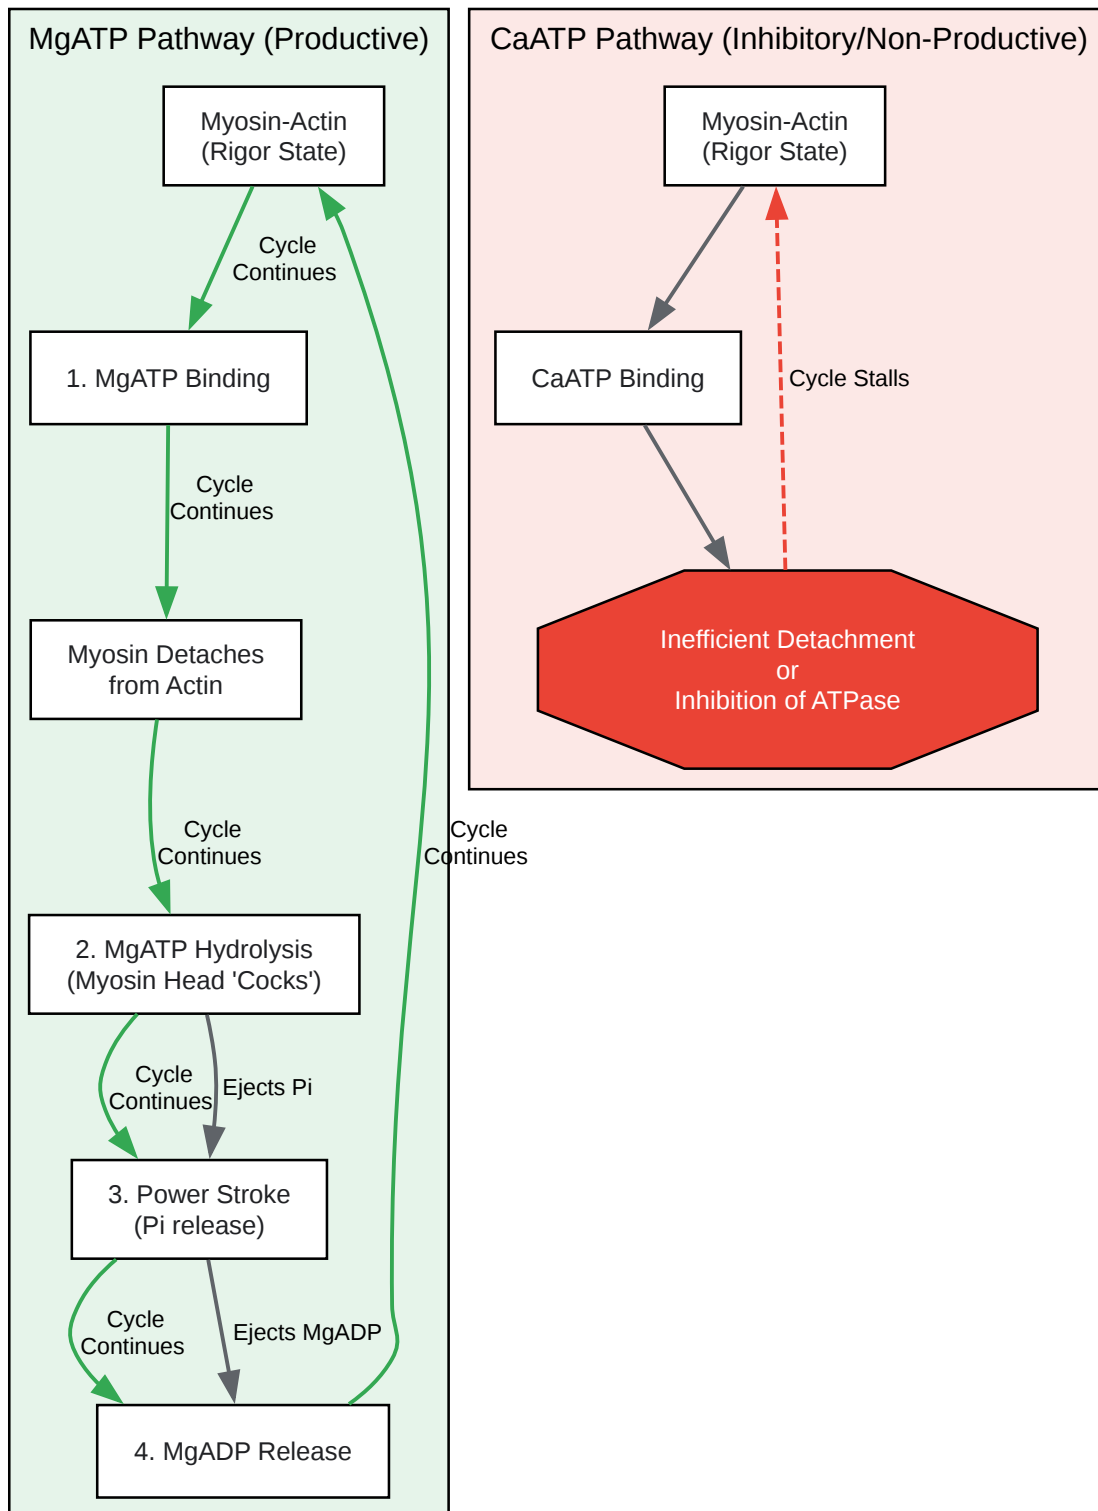 MgATP Pathway (Productive)
Myosin-Actin
(Rigor State)
Cycle
Continues
1. MgATP Binding
Cycle
Continues
Myosin Detaches
from Actin
Cycle
Continues
2. MgATP Hydrolysis
(Myosin Head 'Cocks')
Cycle
Continues
Ejects Pi
3. Power Stroke
(Pi release)
Cycle
Continues
Ejects MgADP
4. MgADP Release
Cycle
Continues
CaATP Pathway (Inhibitory/Non-Productive)
Myosin-Actin
(Rigor State)
CaATP Binding
Cycle Stalls
Inefficient Detachment
or
Inhibition of ATPase